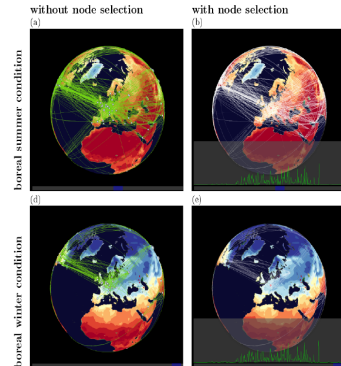 without node selection
with node selection
(a)
(b)
boreal summer condition
(d)
(e)
boreal winter condition